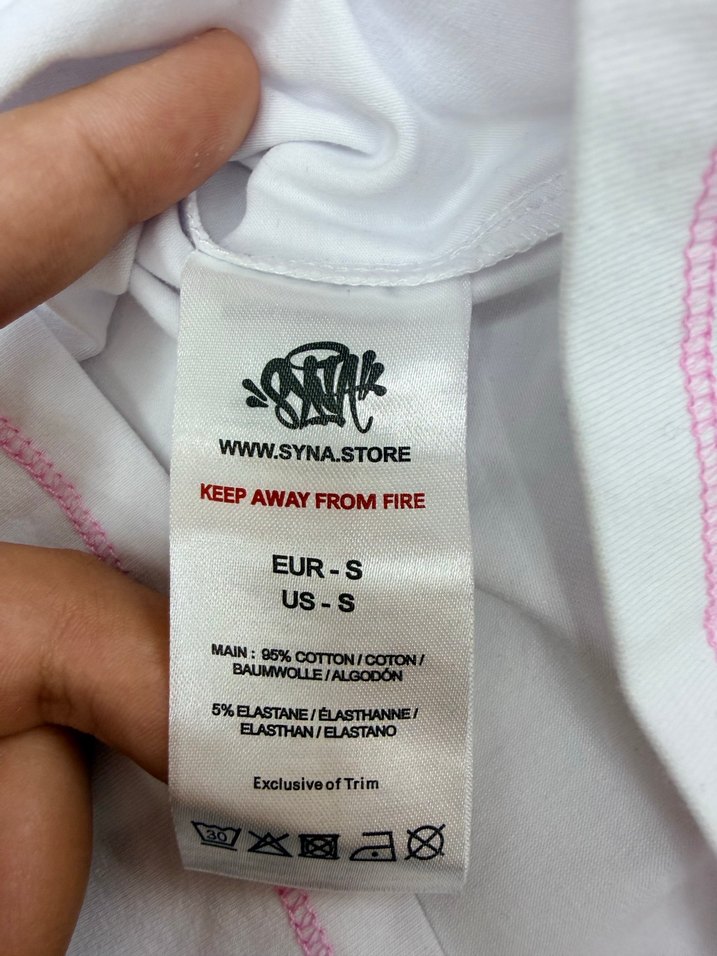 SYNA
WWW.SYNA.STORE
KEEP AWAY FROM FIRE
EUR - S
US - S
MAIN : 95% COTTON / COTON /
BAUMWOLLE / ALGODÓN
5% ELASTANE / ÉLASTHANNE /
ELASTHAN / ELASTANO
Exclusive of Trim
30